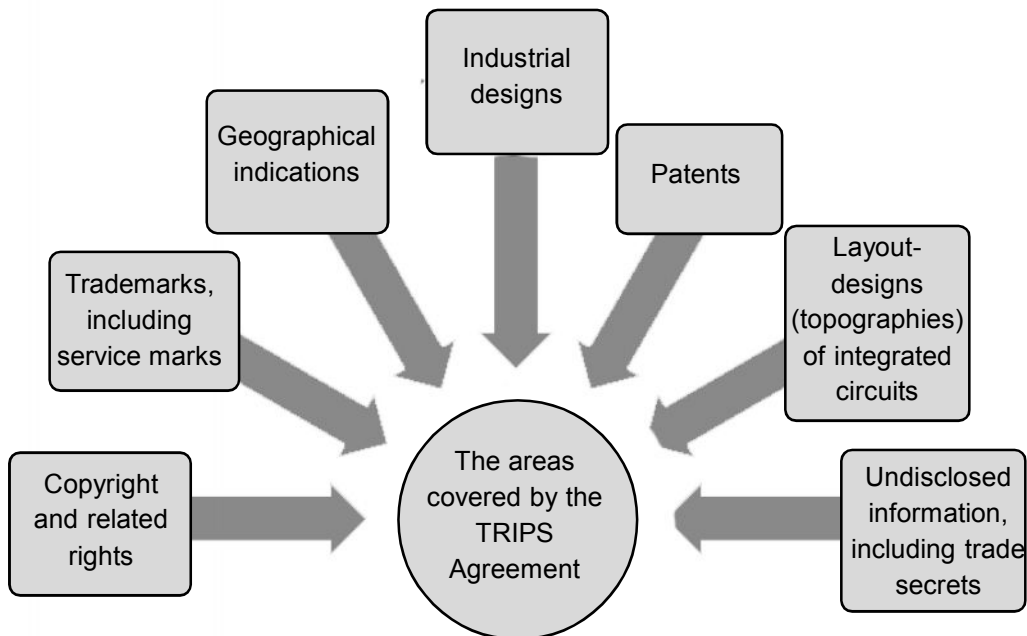 Industrial
designs
Geographical
indications
Patents
Trademarks,
including
service marks
Layout-
designs
(topographies)
of integrated
circuits
Copyright
and related
rights
The areas
covered by the
TRIPS
Agreement
Undisclosed
information,
including trade
secrets